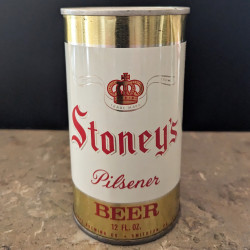 Stoney's
Pilsener
BEER
12 FL. OZ.